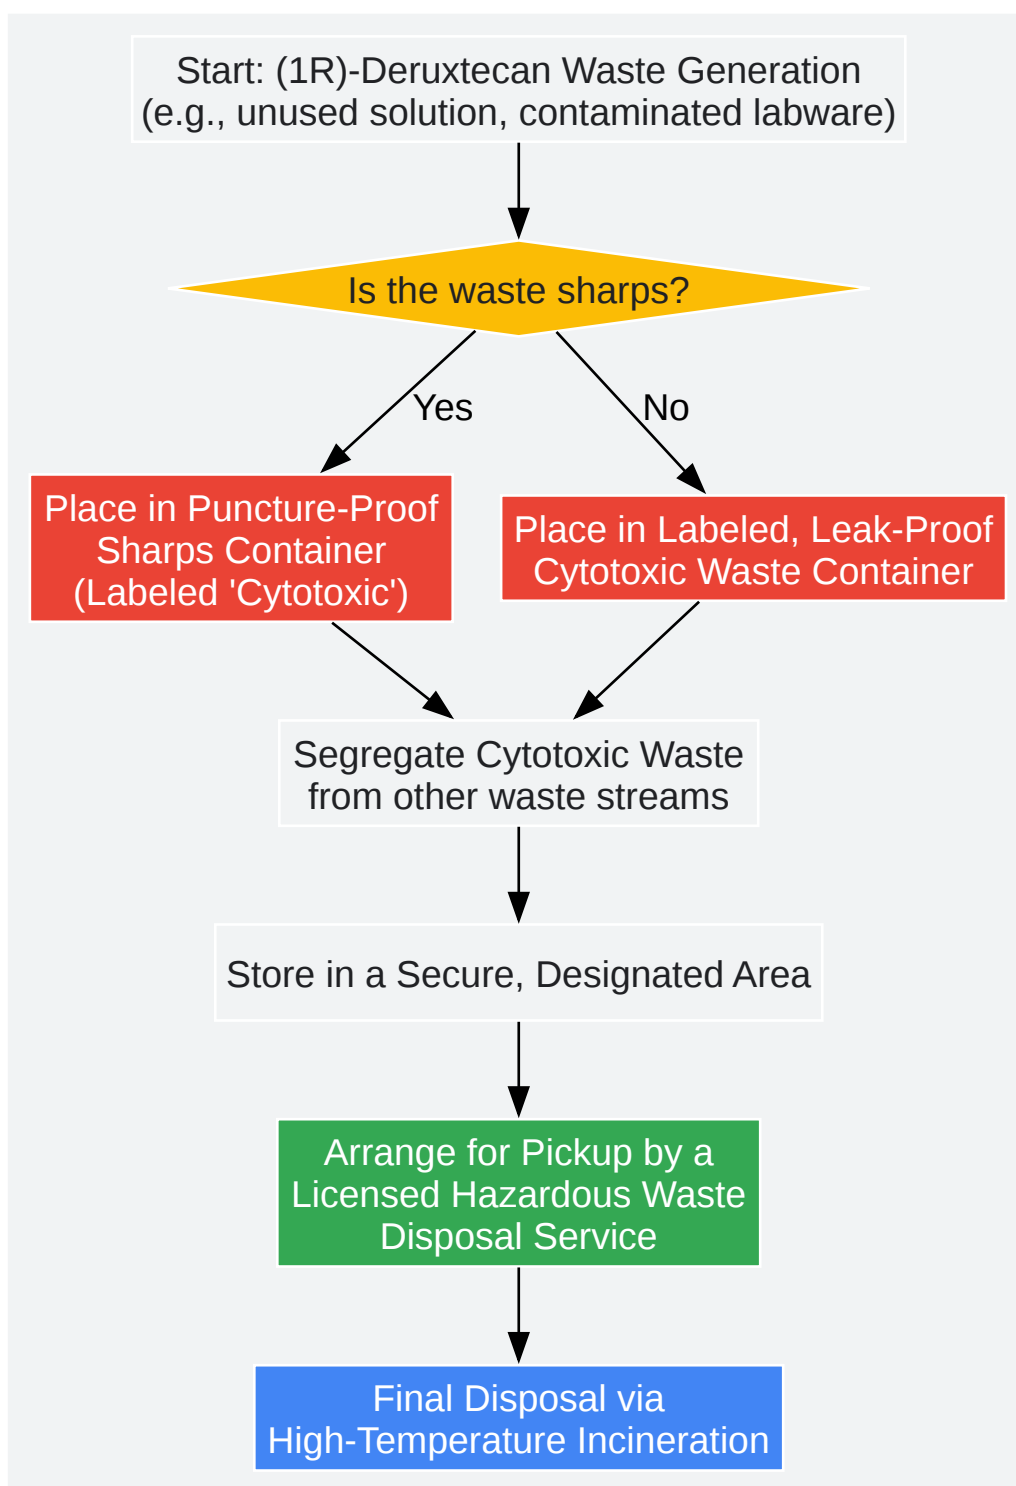 Start: (1R)-Deruxtecan Waste Generation
(e.g., unused solution, contaminated labware)
Is the waste sharps?
Yes
No
Place in Puncture-Proof
Sharps Container
(Labeled 'Cytotoxic')
Place in Labeled, Leak-Proof
Cytotoxic Waste Container
Segregate Cytotoxic Waste
from other waste streams
Store in a Secure, Designated Area
Arrange for Pickup by a
Licensed Hazardous Waste
Disposal Service
Final Disposal via
High-Temperature Incineration